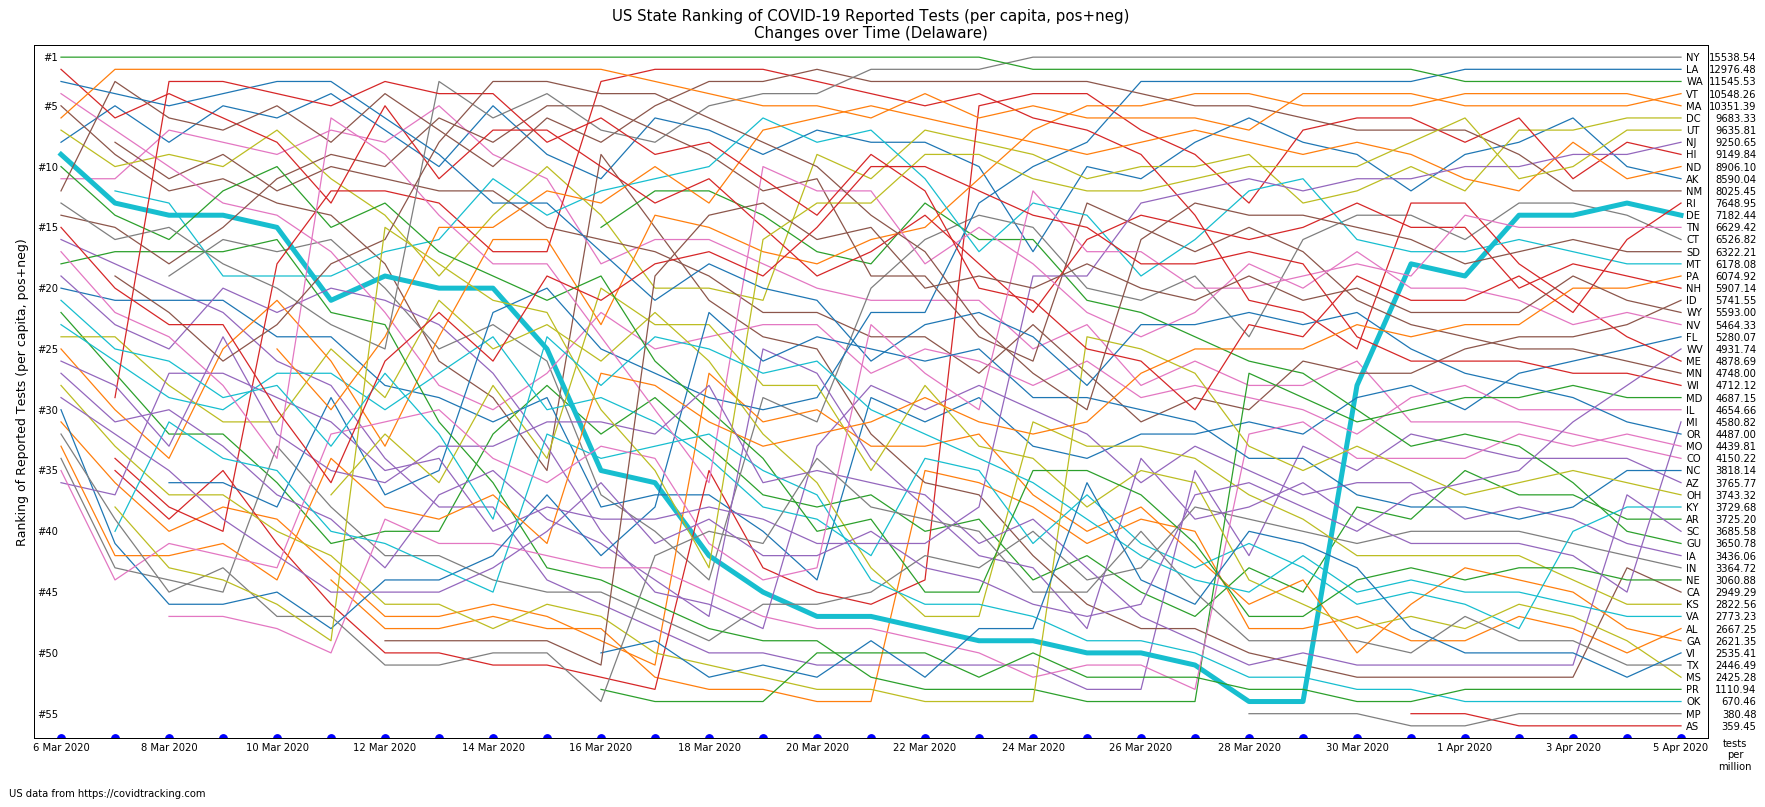 US State Ranking of COVID-19 Reported Tests (per capita, pos+neg)
Changes over Time (Delaware)
Ranking of Reported Tests (per capita, pos+neg)
#1
#5
#10
#15
#20
#25
#30
#35
#40
#45
#50
#55
NY 15538.54
LA 12976.48
WA 11545.53
VT 10548.26
MA 10351.39
DC 9683.33
UT 9635.81
NJ 9250.65
HI 9149.84
ND 8906.10
AK 8590.04
NM 8025.45
RI 7648.95
DE 7182.44
TN 6629.42
CT 6526.82
SD 6322.21
MT 6178.08
PA 6074.92
NH 5907.14
ID 5741.55
WY 5593.00
NV 5464.33
FL 5280.07
WV 4931.74
ME 4878.69
MN 4748.00
WI 4712.12
MD 4687.15
IL 4654.66
MI 4580.82
OR 4487.00
MO 4439.81
CO 4150.22
NC 3818.14
AZ 3765.77
OH 3743.32
KY 3729.68
AR 3725.20
SC 3685.58
GU 3650.78
IA 3436.06
IN 3364.72
NE 3060.88
CA 2949.29
KS 2822.56
VA 2773.23
AL 2667.25
GA 2621.35
VI 2535.41
TX 2446.49
MS 2425.28
PR 1110.94
OK 670.46
MP 380.48
AS 359.45
6 Mar 2020 8 Mar 2020 10 Mar 2020 12 Mar 2020 14 Mar 2020 16 Mar 2020 18 Mar 2020 20 Mar 2020 22 Mar 2020 24 Mar 2020 26 Mar 2020 28 Mar 2020 30 Mar 2020 1 Apr 2020 3 Apr 2020 5 Apr 2020
tests
per
million
US data from https://covidtracking.com